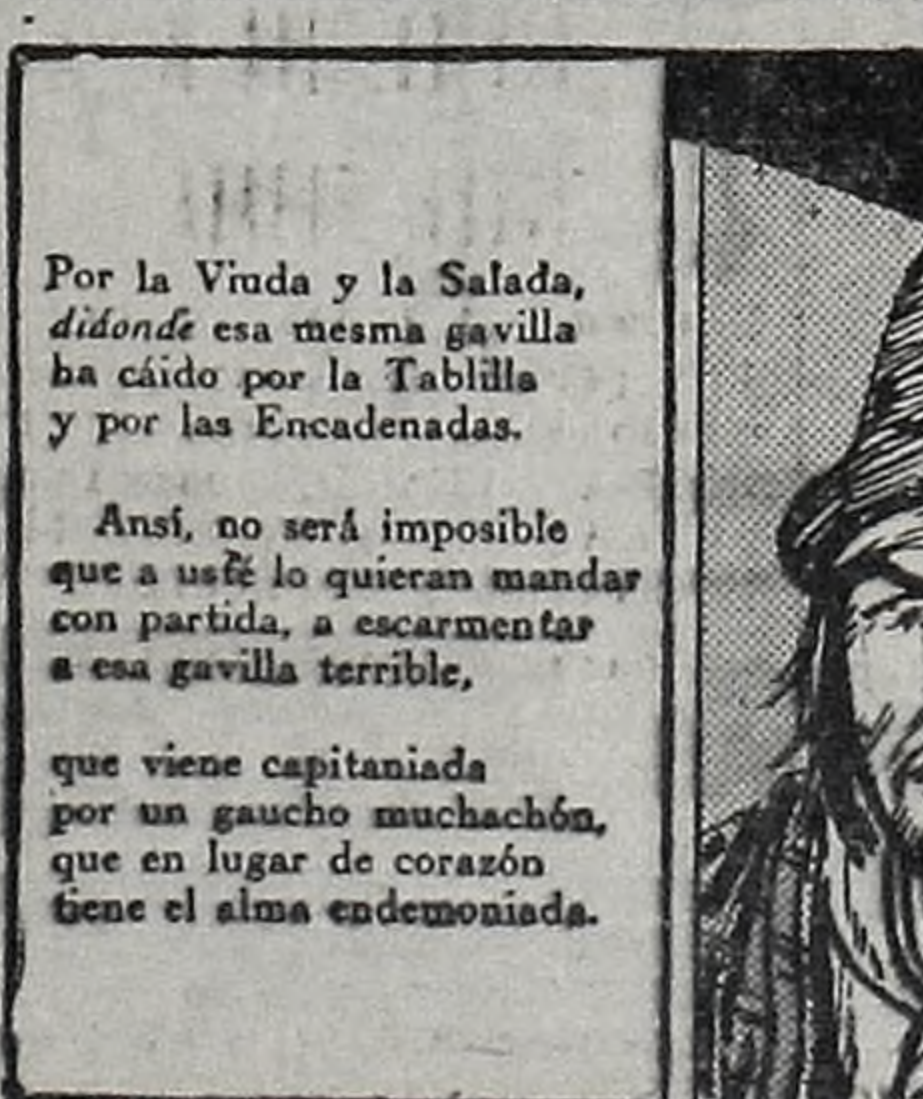 Por la Viuda y la Salada,
didonde esa mesma gavilla
ha cáido por la Tablilla
y por las Encadenadas.
Ansí, no será imposible
que a usté lo quieran mandar
con partida, a escarmentar
a esa gavilla terrible,
que viene capitaniada
por un gaucho muchachón,
que en lugar de corazón
tiene el alma endemoniada.